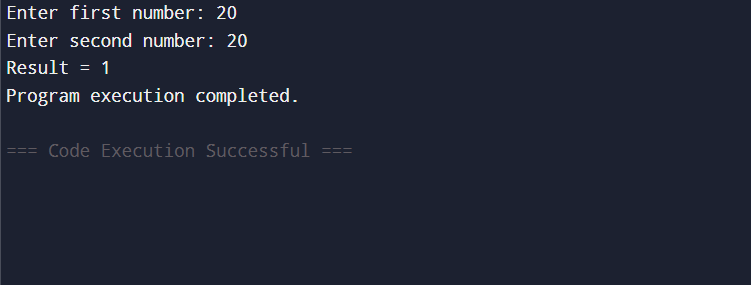 Enter first number: 20
Enter second number: 20
Result = 1
Program execution completed.
=== Code Execution Successful ===